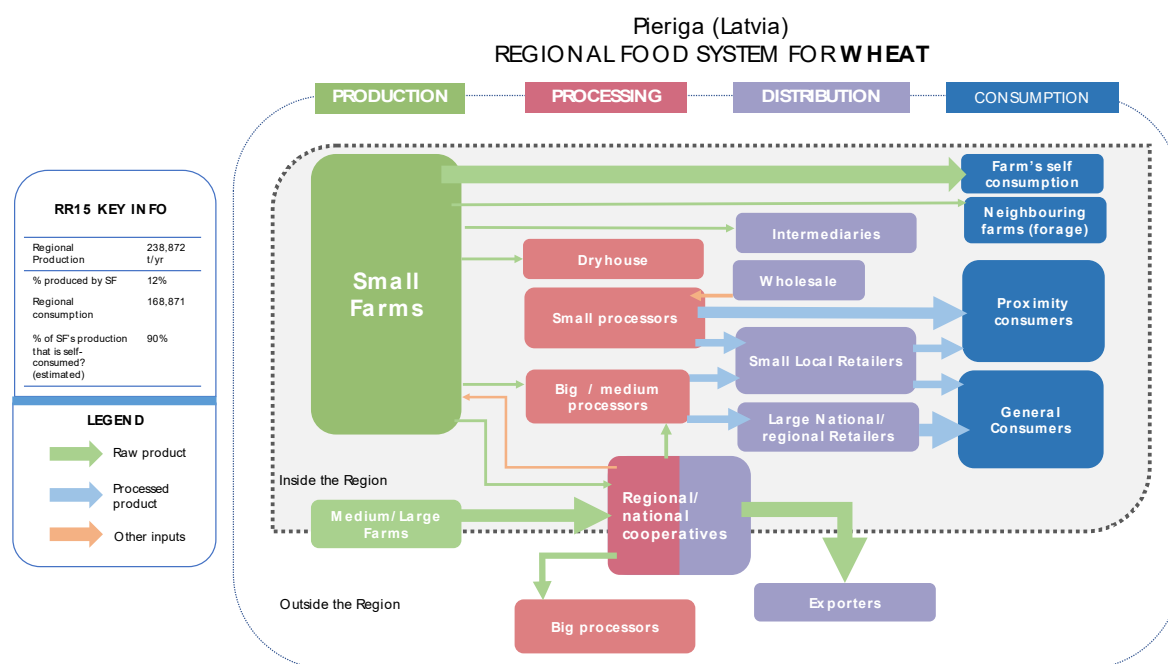 Pieriga (Latvia)
REGIONAL FOOD SYSTEM FOR WHEAT
PRODUCTION
PROCESSING
DISTRIBUTION
CONSUMPTION
RR15 KEY INFO
Regional
Production
238,872
t/yr
% produced by SF
12%
Regional
consumption
168,871
% of SF's production
that is self-
consumed?
(estimated)
90%
LEGEND
Raw product
Processed
product
Other inputs
Small
Farms
Farm's self
consumption
Neighbouring
farms (forage)
Intermediaries
Dryhouse
Wholesale
Small processors
Proximity
consumers
Small Local Retailers
Big / medium
processors
Large National/
regional Retailers
General
Consumers
Inside the Region
Medium/Large
Farms
Regional/
national
cooperatives
Outside the Region
Big processors
Exporters